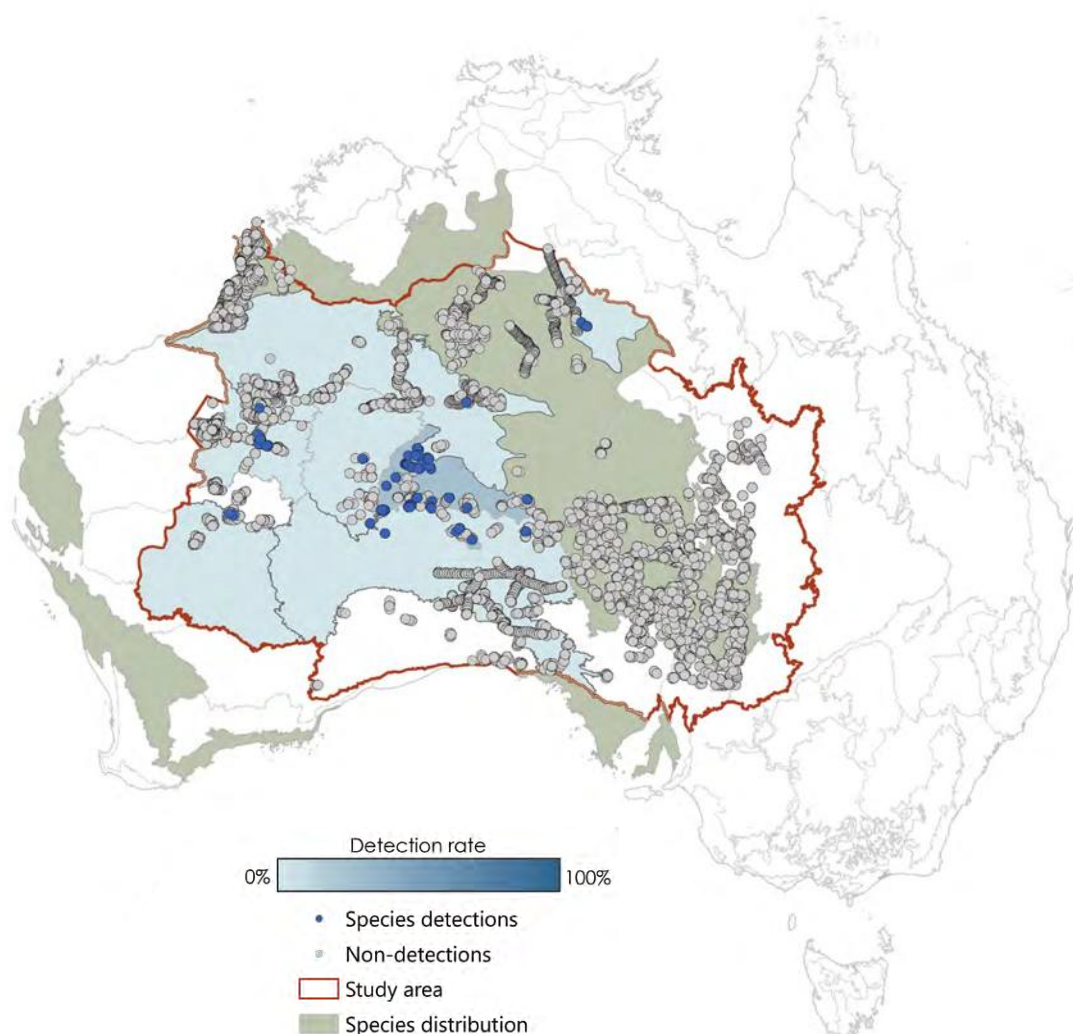 Detection rate
0% 100%
Species detections
Non-detections
Study area
Species distribution